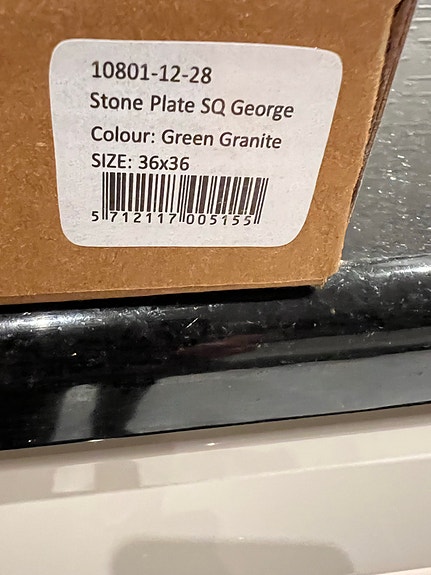 10801-12-28
Stone Plate SQ George
Colour: Green Granite
SIZE: 36x36
5 712117 005155